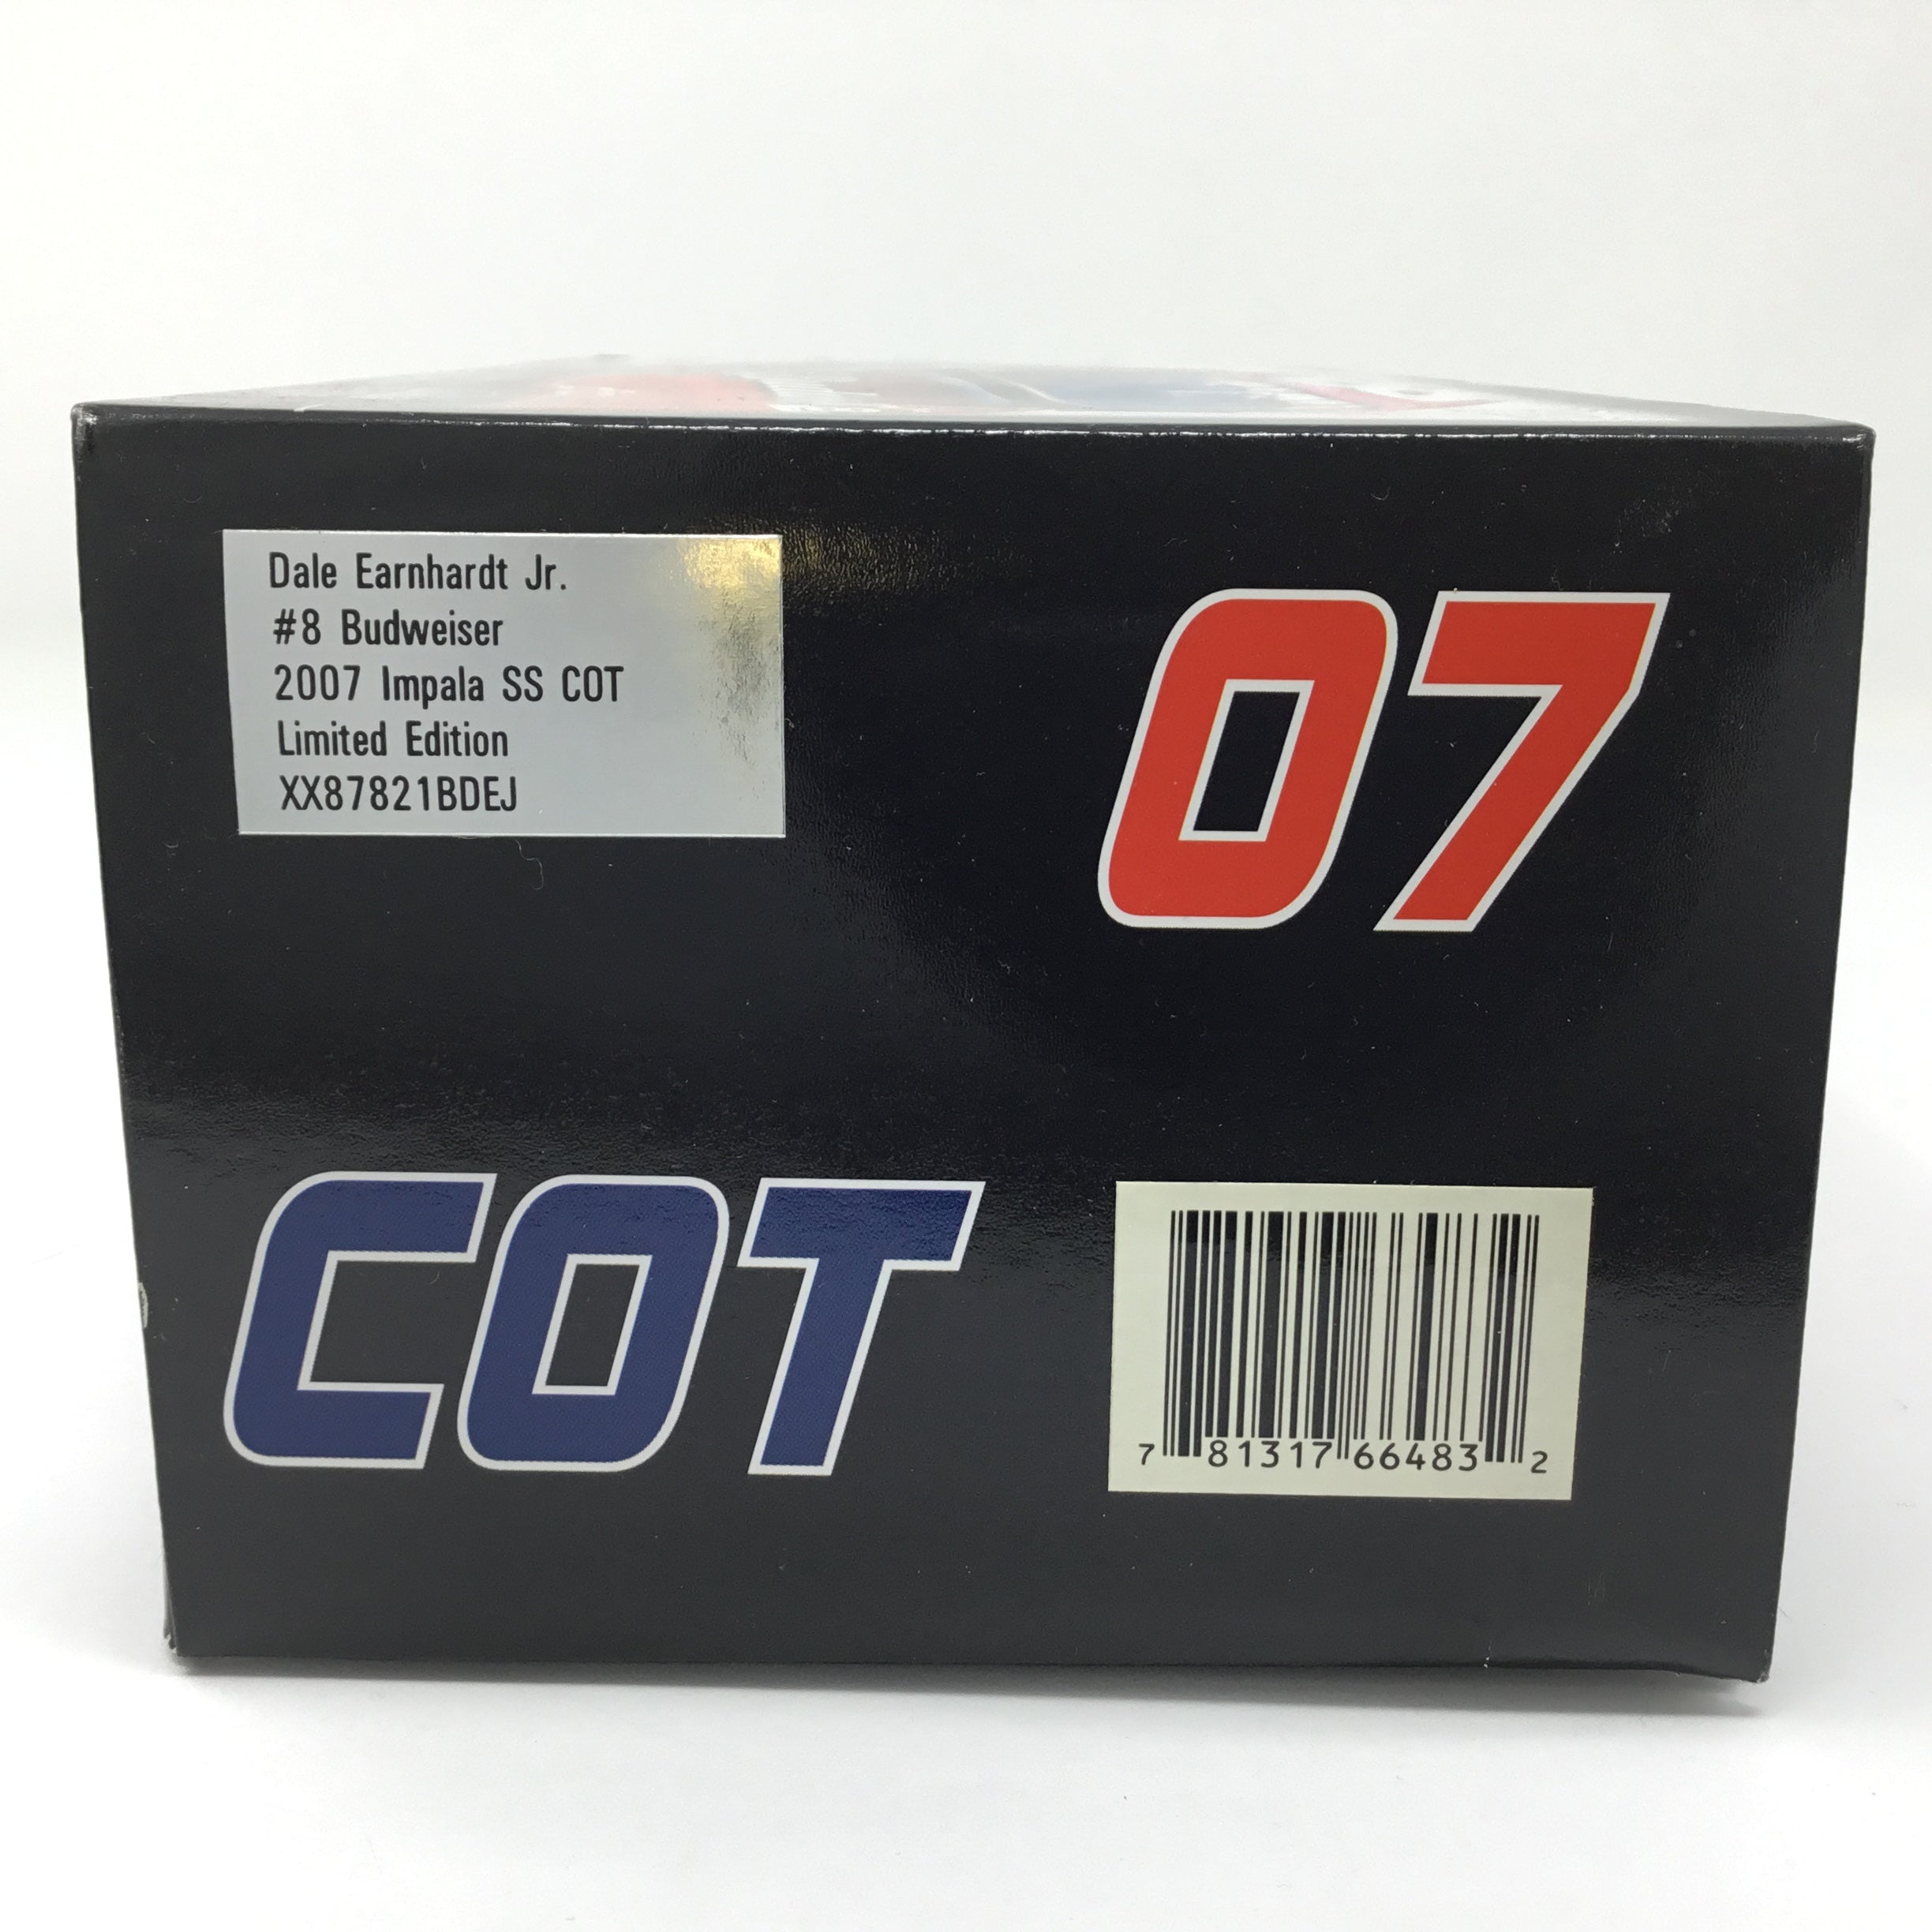 Dale Earnhardt Jr.
#8 Budweiser
2007 Impala SS COT
Limited Edition
XX87821BDEJ
07
COT
7 81317 66483 2